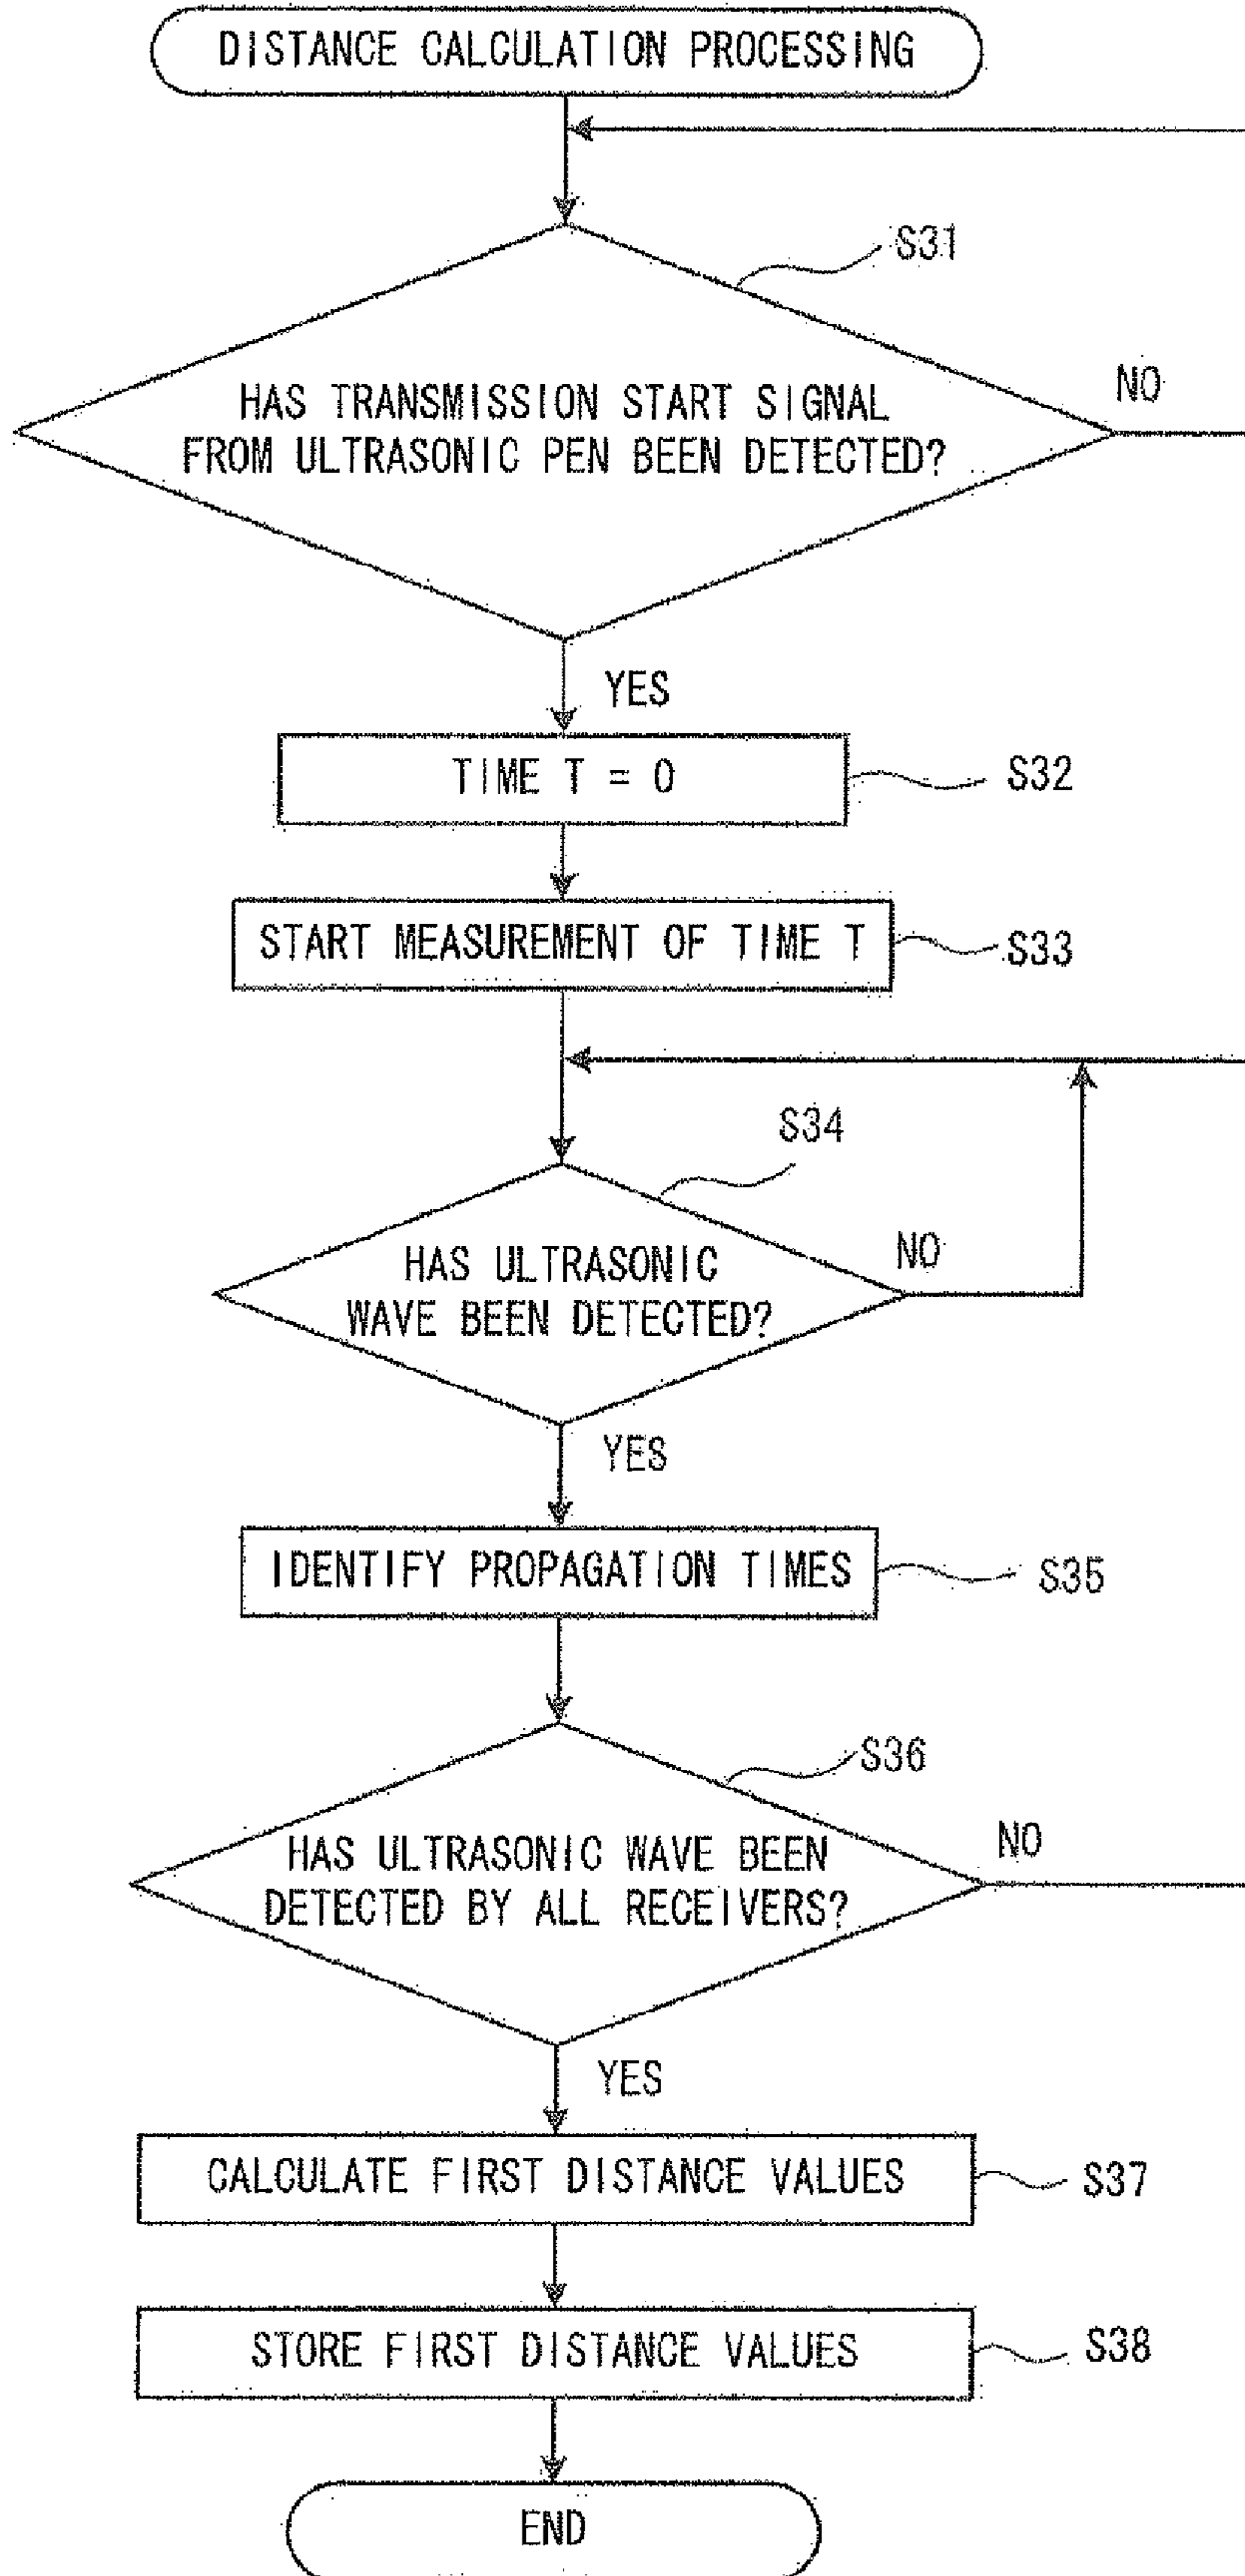 DISTANCE CALCULATION PROCESSING
S31
HAS TRANSMISSION START SIGNAL
FROM ULTRASONIC PEN BEEN DETECTED?
NO
YES
TIME T = 0
S32
START MEASUREMENT OF TIME T
S33
S34
HAS ULTRASONIC
WAVE BEEN DETECTED?
NO
YES
IDENTIFY PROPAGATION TIMES
S35
S36
HAS ULTRASONIC WAVE BEEN
DETECTED BY ALL RECEIVERS?
NO
YES
CALCULATE FIRST DISTANCE VALUES
S37
STORE FIRST DISTANCE VALUES
S38
END